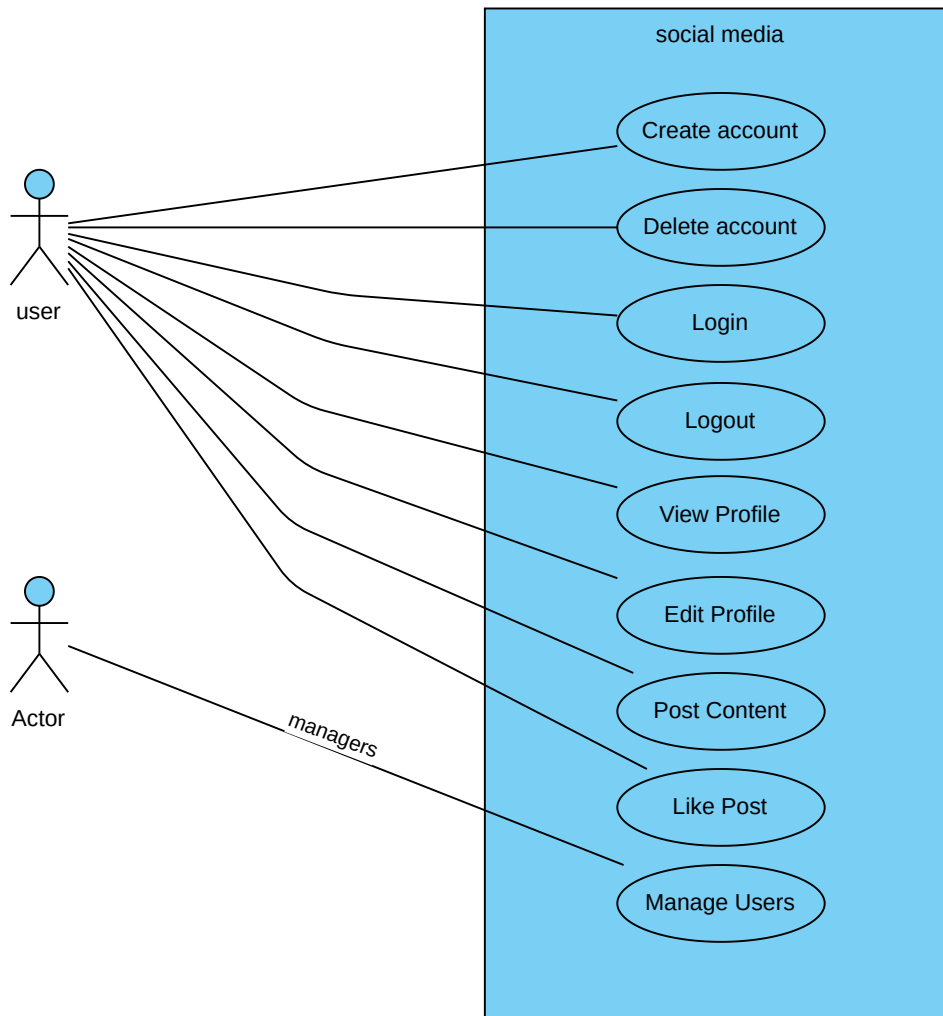 social media
Create account
Delete account
user
Login
Logout
View Profile
Edit Profile
Actor
Post Content
managers
Like Post
Manage Users